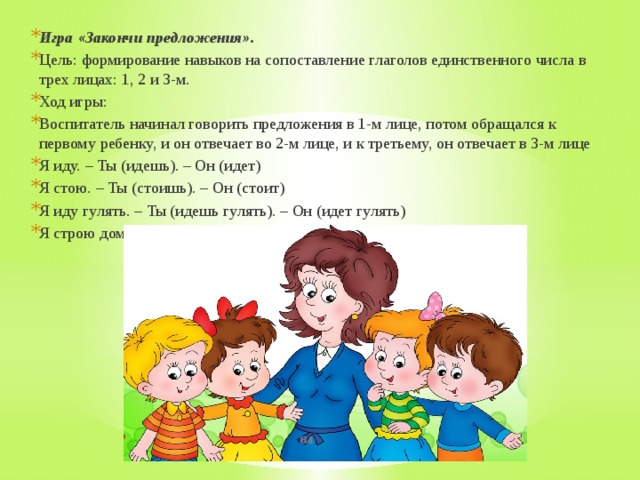 * Игра «Закончи предложения».
* Цель: формирование навыков на сопоставление глаголов единственного числа в
трех лицах: 1, 2 и 3-м.
* Ход игры:
* Воспитатель начинал говорить предложения в 1-м лице, потом обращался к
первому ребенку, и он отвечает во 2-м лице, и к третьему, он отвечает в 3-м лице
* Я иду. – Ты (идешь). – Он (идет)
* Я стою. – Ты (стоишь). – Он (стоит)
* Я иду гулять. – Ты (идешь гулять). – Он (идет гулять)
* Я строю дом